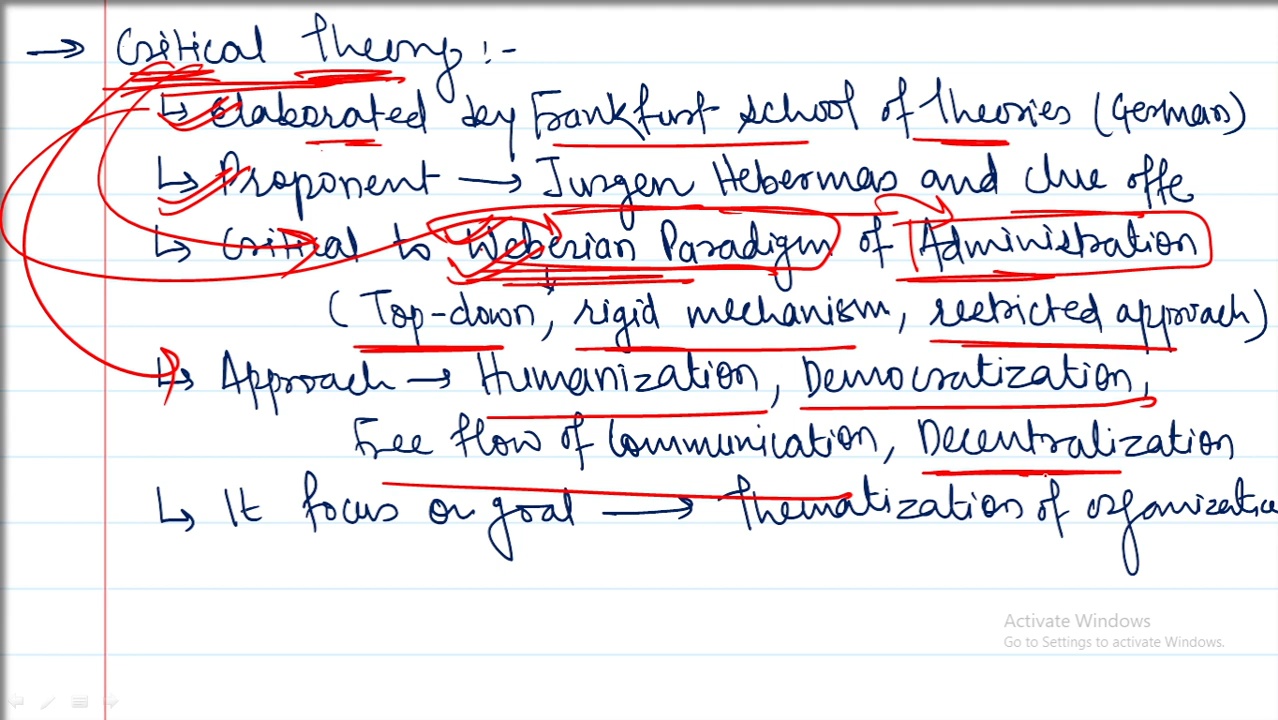 → Critical Theory :-
↳ Elaborated by Frankfurt school of Theories (German)
↳ Proponent → Jurgen Hebermas and clue offe
↳ Critical to Weberian Paradigm of Administration
(Top-down, rigid mechanism, restricted approach)
↳ Approach → Humanization, Democratization,
Free flow of Communication, Decentralization
↳ It focus on goal → Thematization of organizatio
Activate Windows
Go to Settings to activate Windows.